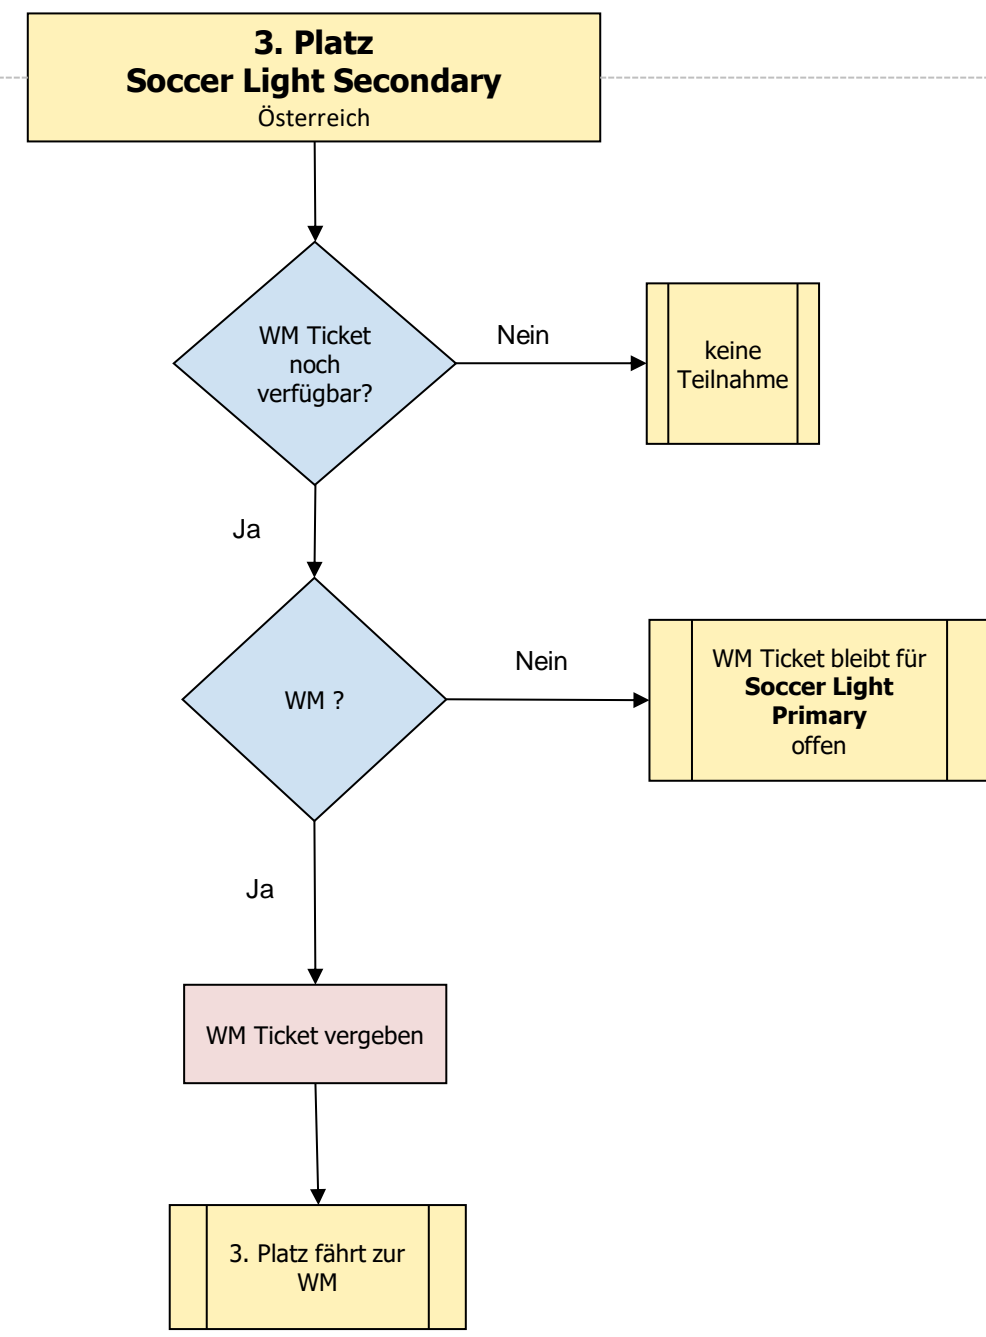 3. Platz
Soccer Light Secondary
Österreich
WM Ticket
noch
verfügbar?
Nein
keine
Teilnahme
Ja
WM ?
Nein
WM Ticket bleibt für
Soccer Light
Primary
offen
Ja
WM Ticket vergeben
3. Platz fährt zur
WM